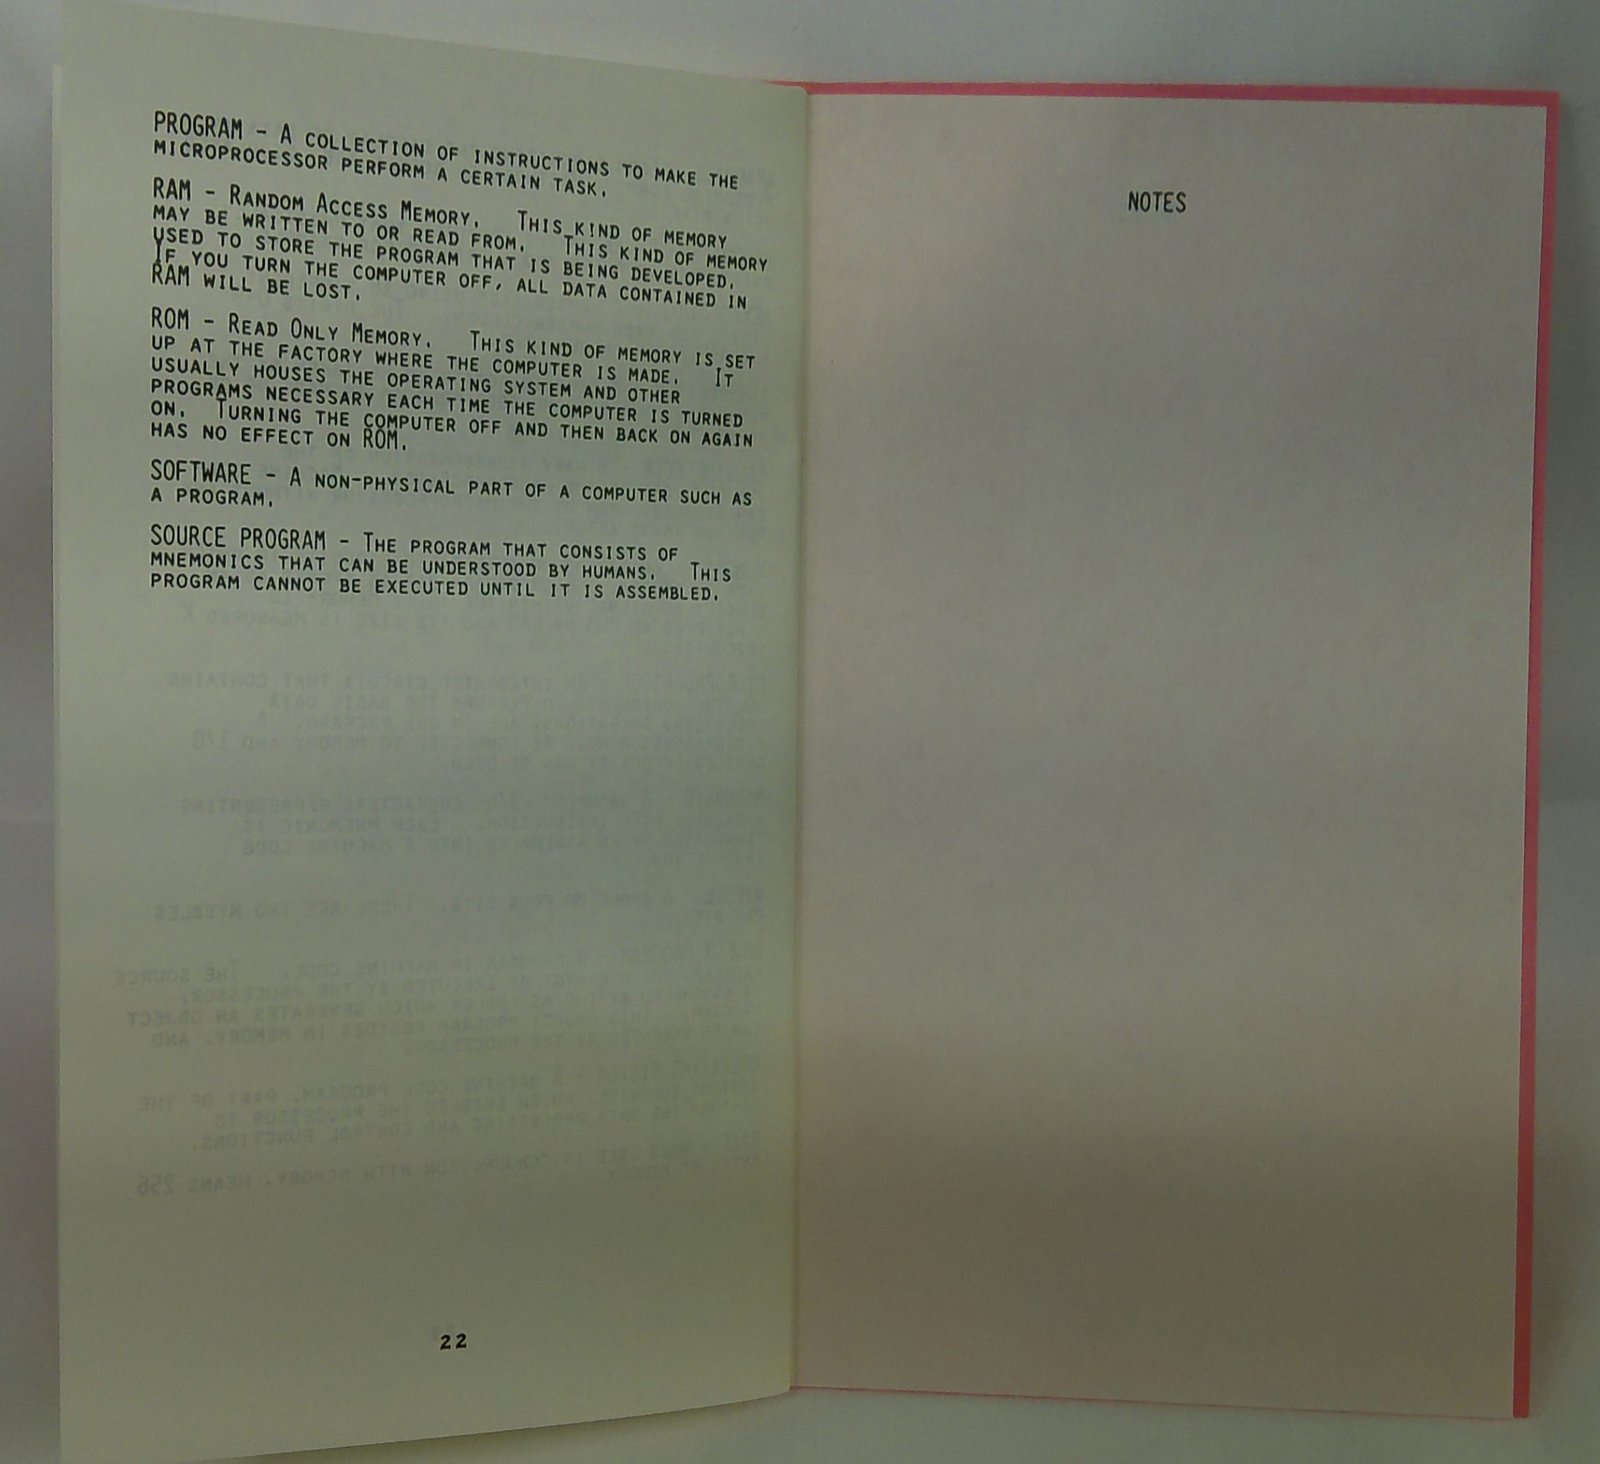 PROGRAM - A COLLECTION OF INSTRUCTIONS TO MAKE THE
MICROPROCESSOR PERFORM A CERTAIN TASK.
RAM - RANDOM ACCESS MEMORY. THIS KIND OF MEMORY
MAY BE WRITTEN TO OR READ FROM. THIS KIND OF MEMORY
USED TO STORE THE PROGRAM THAT IS BEING DEVELOPED.
IF YOU TURN THE COMPUTER OFF, ALL DATA CONTAINED IN
RAM WILL BE LOST.
ROM - READ ONLY MEMORY. THIS KIND OF MEMORY IS SET
UP AT THE FACTORY WHERE THE COMPUTER IS MADE. IT
USUALLY HOUSES THE OPERATING SYSTEM AND OTHER
PROGRAMS NECESSARY EACH TIME THE COMPUTER IS TURNED
ON. TURNING THE COMPUTER OFF AND THEN BACK ON AGAIN
HAS NO EFFECT ON ROM.
SOFTWARE - A NON-PHYSICAL PART OF A COMPUTER SUCH AS
A PROGRAM.
SOURCE PROGRAM - THE PROGRAM THAT CONSISTS OF
MNEMONICS THAT CAN BE UNDERSTOOD BY HUMANS. THIS
PROGRAM CANNOT BE EXECUTED UNTIL IT IS ASSEMBLED.
22
NOTES